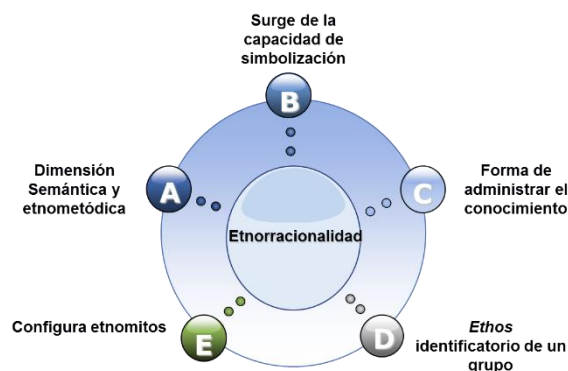 Surge de la
capacidad de
simbolización
B
Dimensión
Semántica y
etnometódica
A
C
Forma de
administrar el
conocimiento
Etnorracionalidad
Configura etnomitos
E
D
Ethos
identificatorio de un
grupo